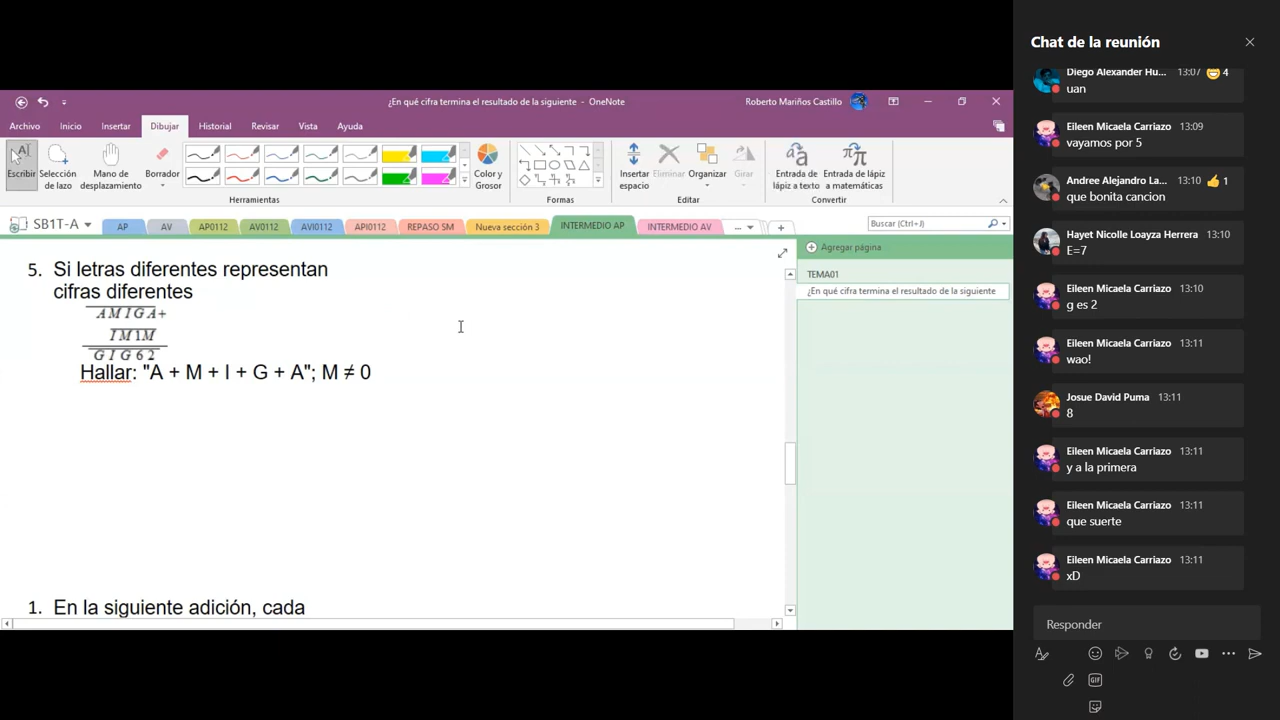 Chat de la reunión
¿En qué cifra termina el resultado de la siguiente - OneNote
Roberto Mariños Castillo
Archivo Inicio Insertar Dibujar Historial Revisar Vista Ayuda
Escribir
Selección de lazo
Mano de desplazamiento
Borrador
Color y Grosor
Insertar espacio
Eliminar
Organizar
Girar
Entrada de lápiz a texto
Entrada de lápiz a matemáticas
Herramientas Formas Editar Convertir
SB1T-A AP AV AP0112 AV0112 AVI0112 API0112 REPASO SM Nueva sección 3 INTERMEDIO AP INTERMEDIO AV ... Buscar (Ctrl+J)
Agregar página
TEMA01
¿En qué cifra termina el resultado de la siguiente
5. Si letras diferentes representan
cifras diferentes
A M I G A +
I M 1 M
G I G 6 2
Hallar: "A + M + I + G + A"; M ≠ 0
1. En la siguiente adición, cada
Diego Alexander Hu... 13:07 4
uan
Eileen Micaela Carriazo 13:09
vayamos por 5
Andree Alejandro La... 13:10 1
que bonita cancion
Hayet Nicolle Loayza Herrera 13:10
E=7
Eileen Micaela Carriazo 13:10
g es 2
Eileen Micaela Carriazo 13:11
wao!
Josue David Puma 13:11
8
Eileen Micaela Carriazo 13:11
y a la primera
Eileen Micaela Carriazo 13:11
que suerte
Eileen Micaela Carriazo 13:11
xD
Responder
GIF